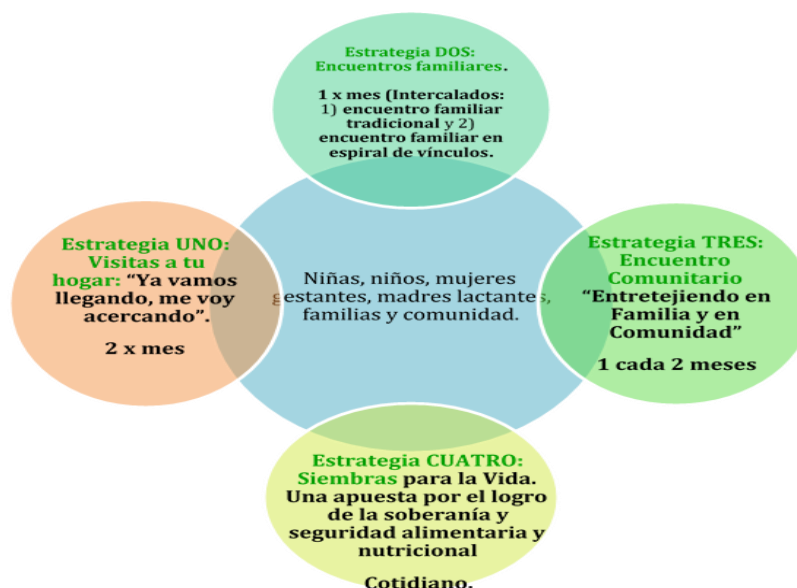 Estrategia DOS:
Encuentros familiares.
1 x mes (Intercalados:
1) encuentro familiar
tradicional y 2)
encuentro familiar en
espiral de vínculos.
Estrategia UNO:
Visitas a tu
hogar: “Ya vamos
llegando, me voy
acercando”.
2 x mes
Niñas, niños, mujeres
gestantes, madres lactantes,
familias y comunidad.
Estrategia TRES:
Encuentro
Comunitario
“Entretejiendo en
Familia y en
Comunidad”
1 cada 2 meses
Estrategia CUATRO:
Siembras para la Vida.
Una apuesta por el logro
de la soberanía y
seguridad alimentaria y
nutricional
Cotidiano.